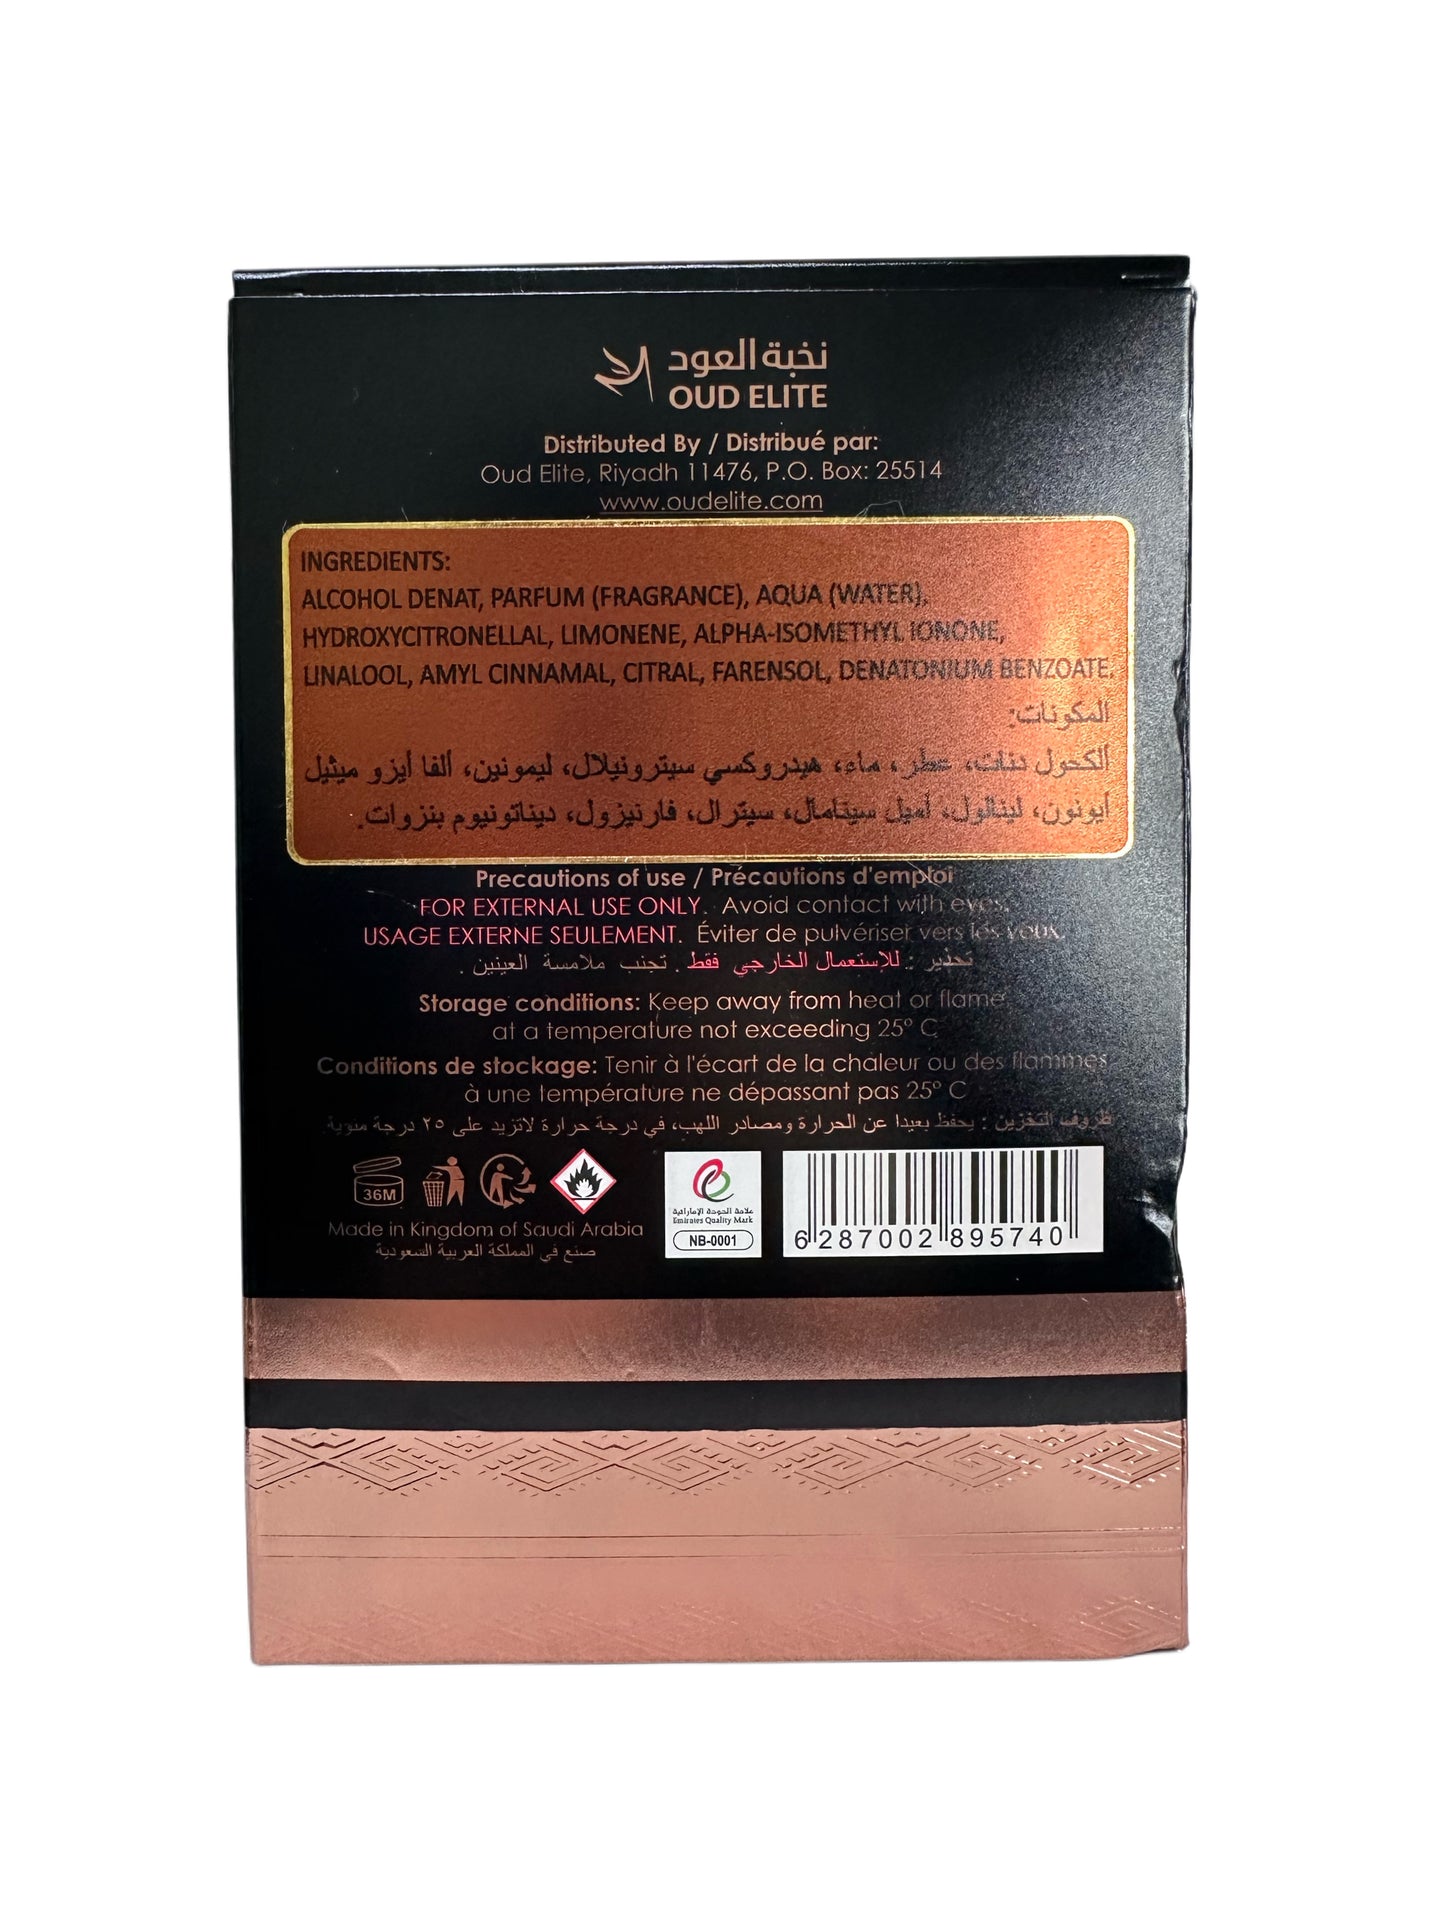 نخبة العود
OUD ELITE
Distributed By / Distribué par:
Oud Elite, Riyadh 11476, P.O. Box: 25514
www.oudelite.com
INGREDIENTS:
ALCOHOL DENAT, PARFUM (FRAGRANCE), AQUA (WATER),
HYDROXYCITRONELLAL, LIMONENE, ALPHA-ISOMETHYL IONONE,
LINALOOL, AMYL CINNAMAL, CITRAL, FARENSOL, DENATONIUM BENZOATE.
المكونات:
ألكحول دنات، عطر، ماء، هيدروكسي سيترونيلال، ليمونين، ألفا أيزو ميثيل
أيونون، لينالول، أميل سينامال، سيترال، فارنيزول، ديناتونيوم بنزوات.
Precautions of use / Précautions d'emploi
FOR EXTERNAL USE ONLY. Avoid contact with eyes.
USAGE EXTERNE SEULEMENT. Éviter de pulvériser vers les yeux.
تحذير : للإستعمال الخارجي فقط . تجنب ملامسة العينين .
Storage conditions: Keep away from heat or flame
at a temperature not exceeding 25° C
Conditions de stockage: Tenir à l'écart de la chaleur ou des flammes
à une température ne dépassant pas 25° C
ظروف التخزين : يحفظ بعيدا عن الحرارة ومصادر اللهب، في درجة حرارة لاتزيد على ٢٥ درجة مئوية
36M
Made in Kingdom of Saudi Arabia
صنع في المملكة العربية السعودية
علامة الجودة الإماراتية
Emirates Quality Mark
NB-0001
6 287002 895740